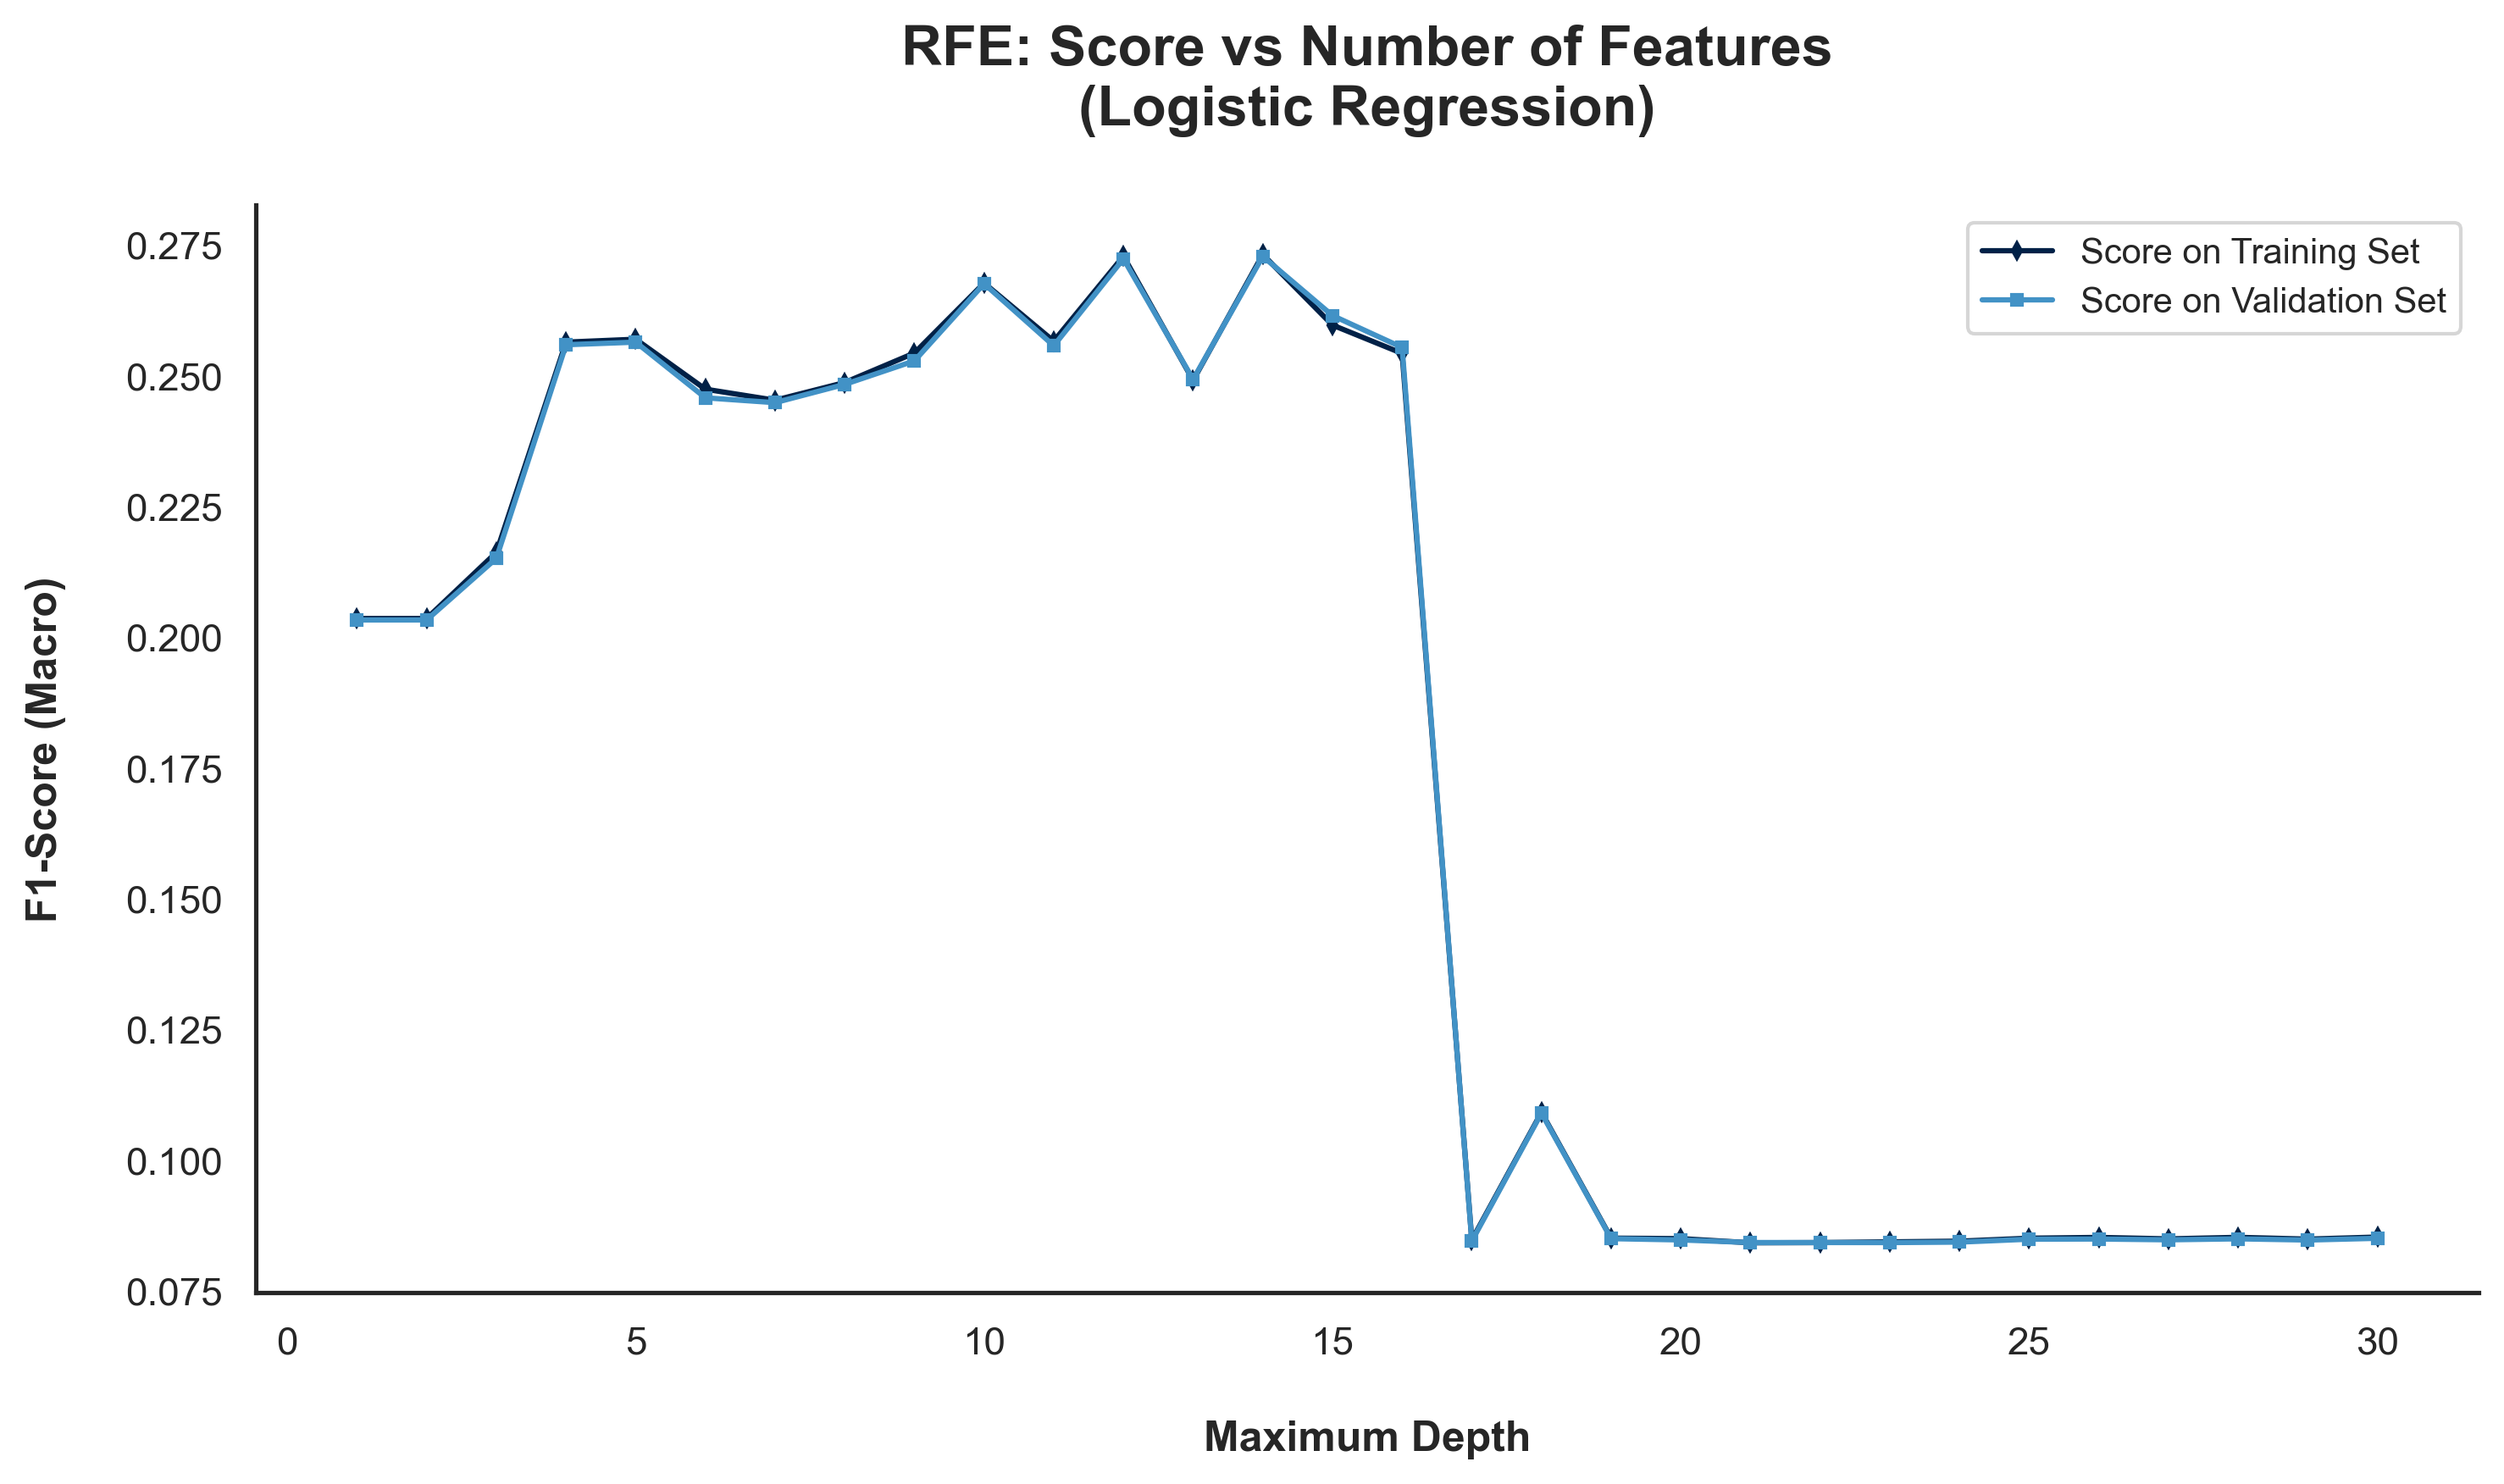 RFE: Score vs Number of Features
(Logistic Regression)
Score on Training Set
Score on Validation Set
F1-Score (Macro)
0.275
0.250
0.225
0.200
0.175
0.150
0.125
0.100
0.075
0 5 10 15 20 25 30
Maximum Depth